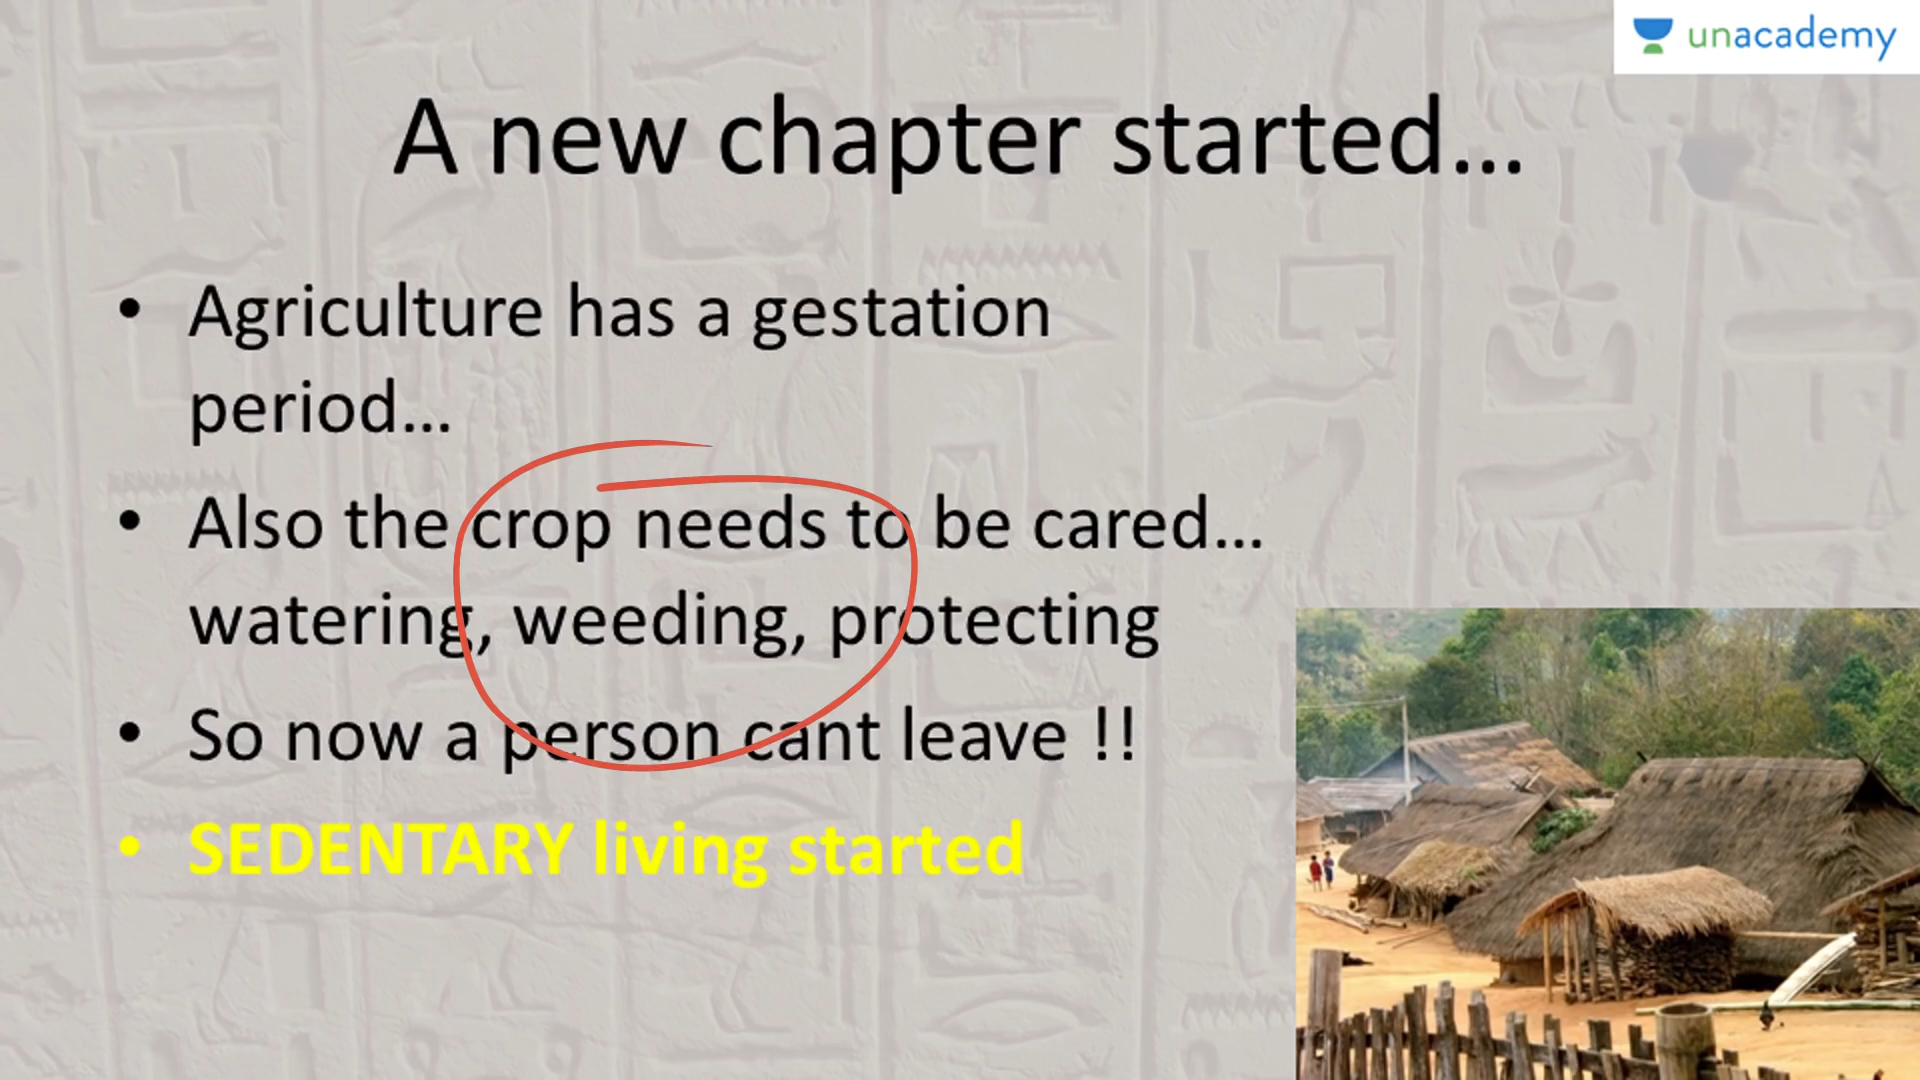 unacademy
A new chapter started...
• Agriculture has a gestation
period...
• Also the crop needs to be cared...
watering, weeding, protecting
• So now a person cant leave !!
• SEDENTARY living started